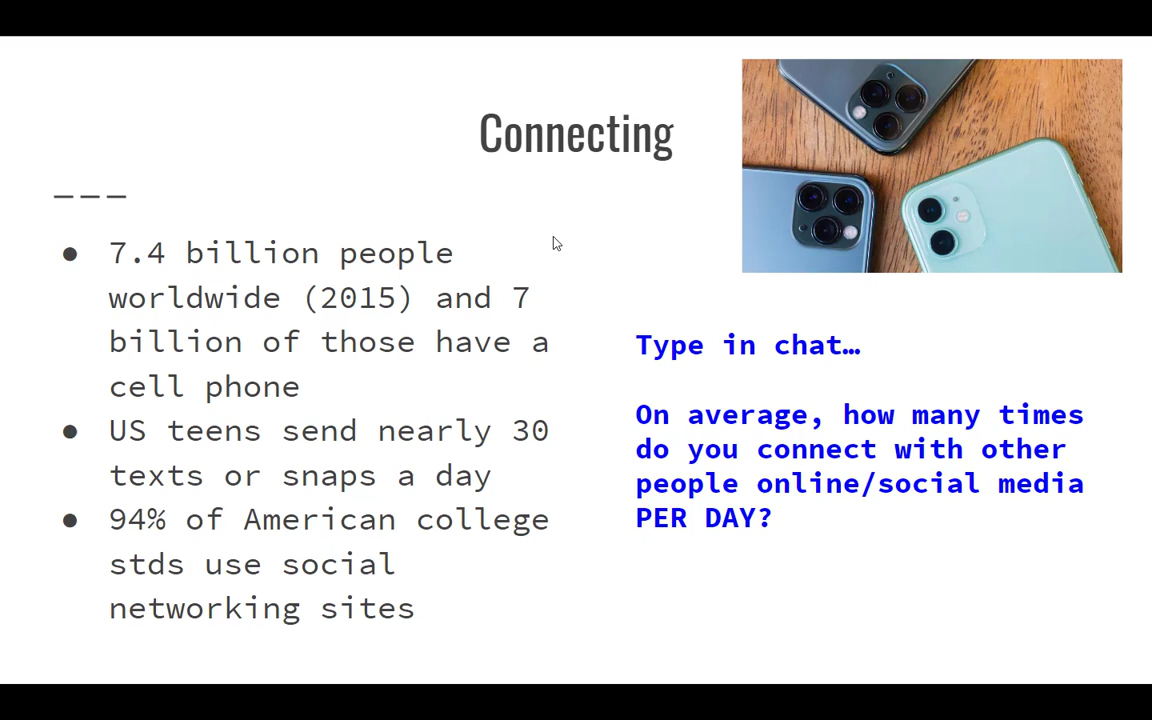 Connecting
---
● 7.4 billion people
worldwide (2015) and 7
billion of those have a
cell phone
● US teens send nearly 30
texts or snaps a day
● 94% of American college
stds use social
networking sites
Type in chat…
On average, how many times
do you connect with other
people online/social media
PER DAY?